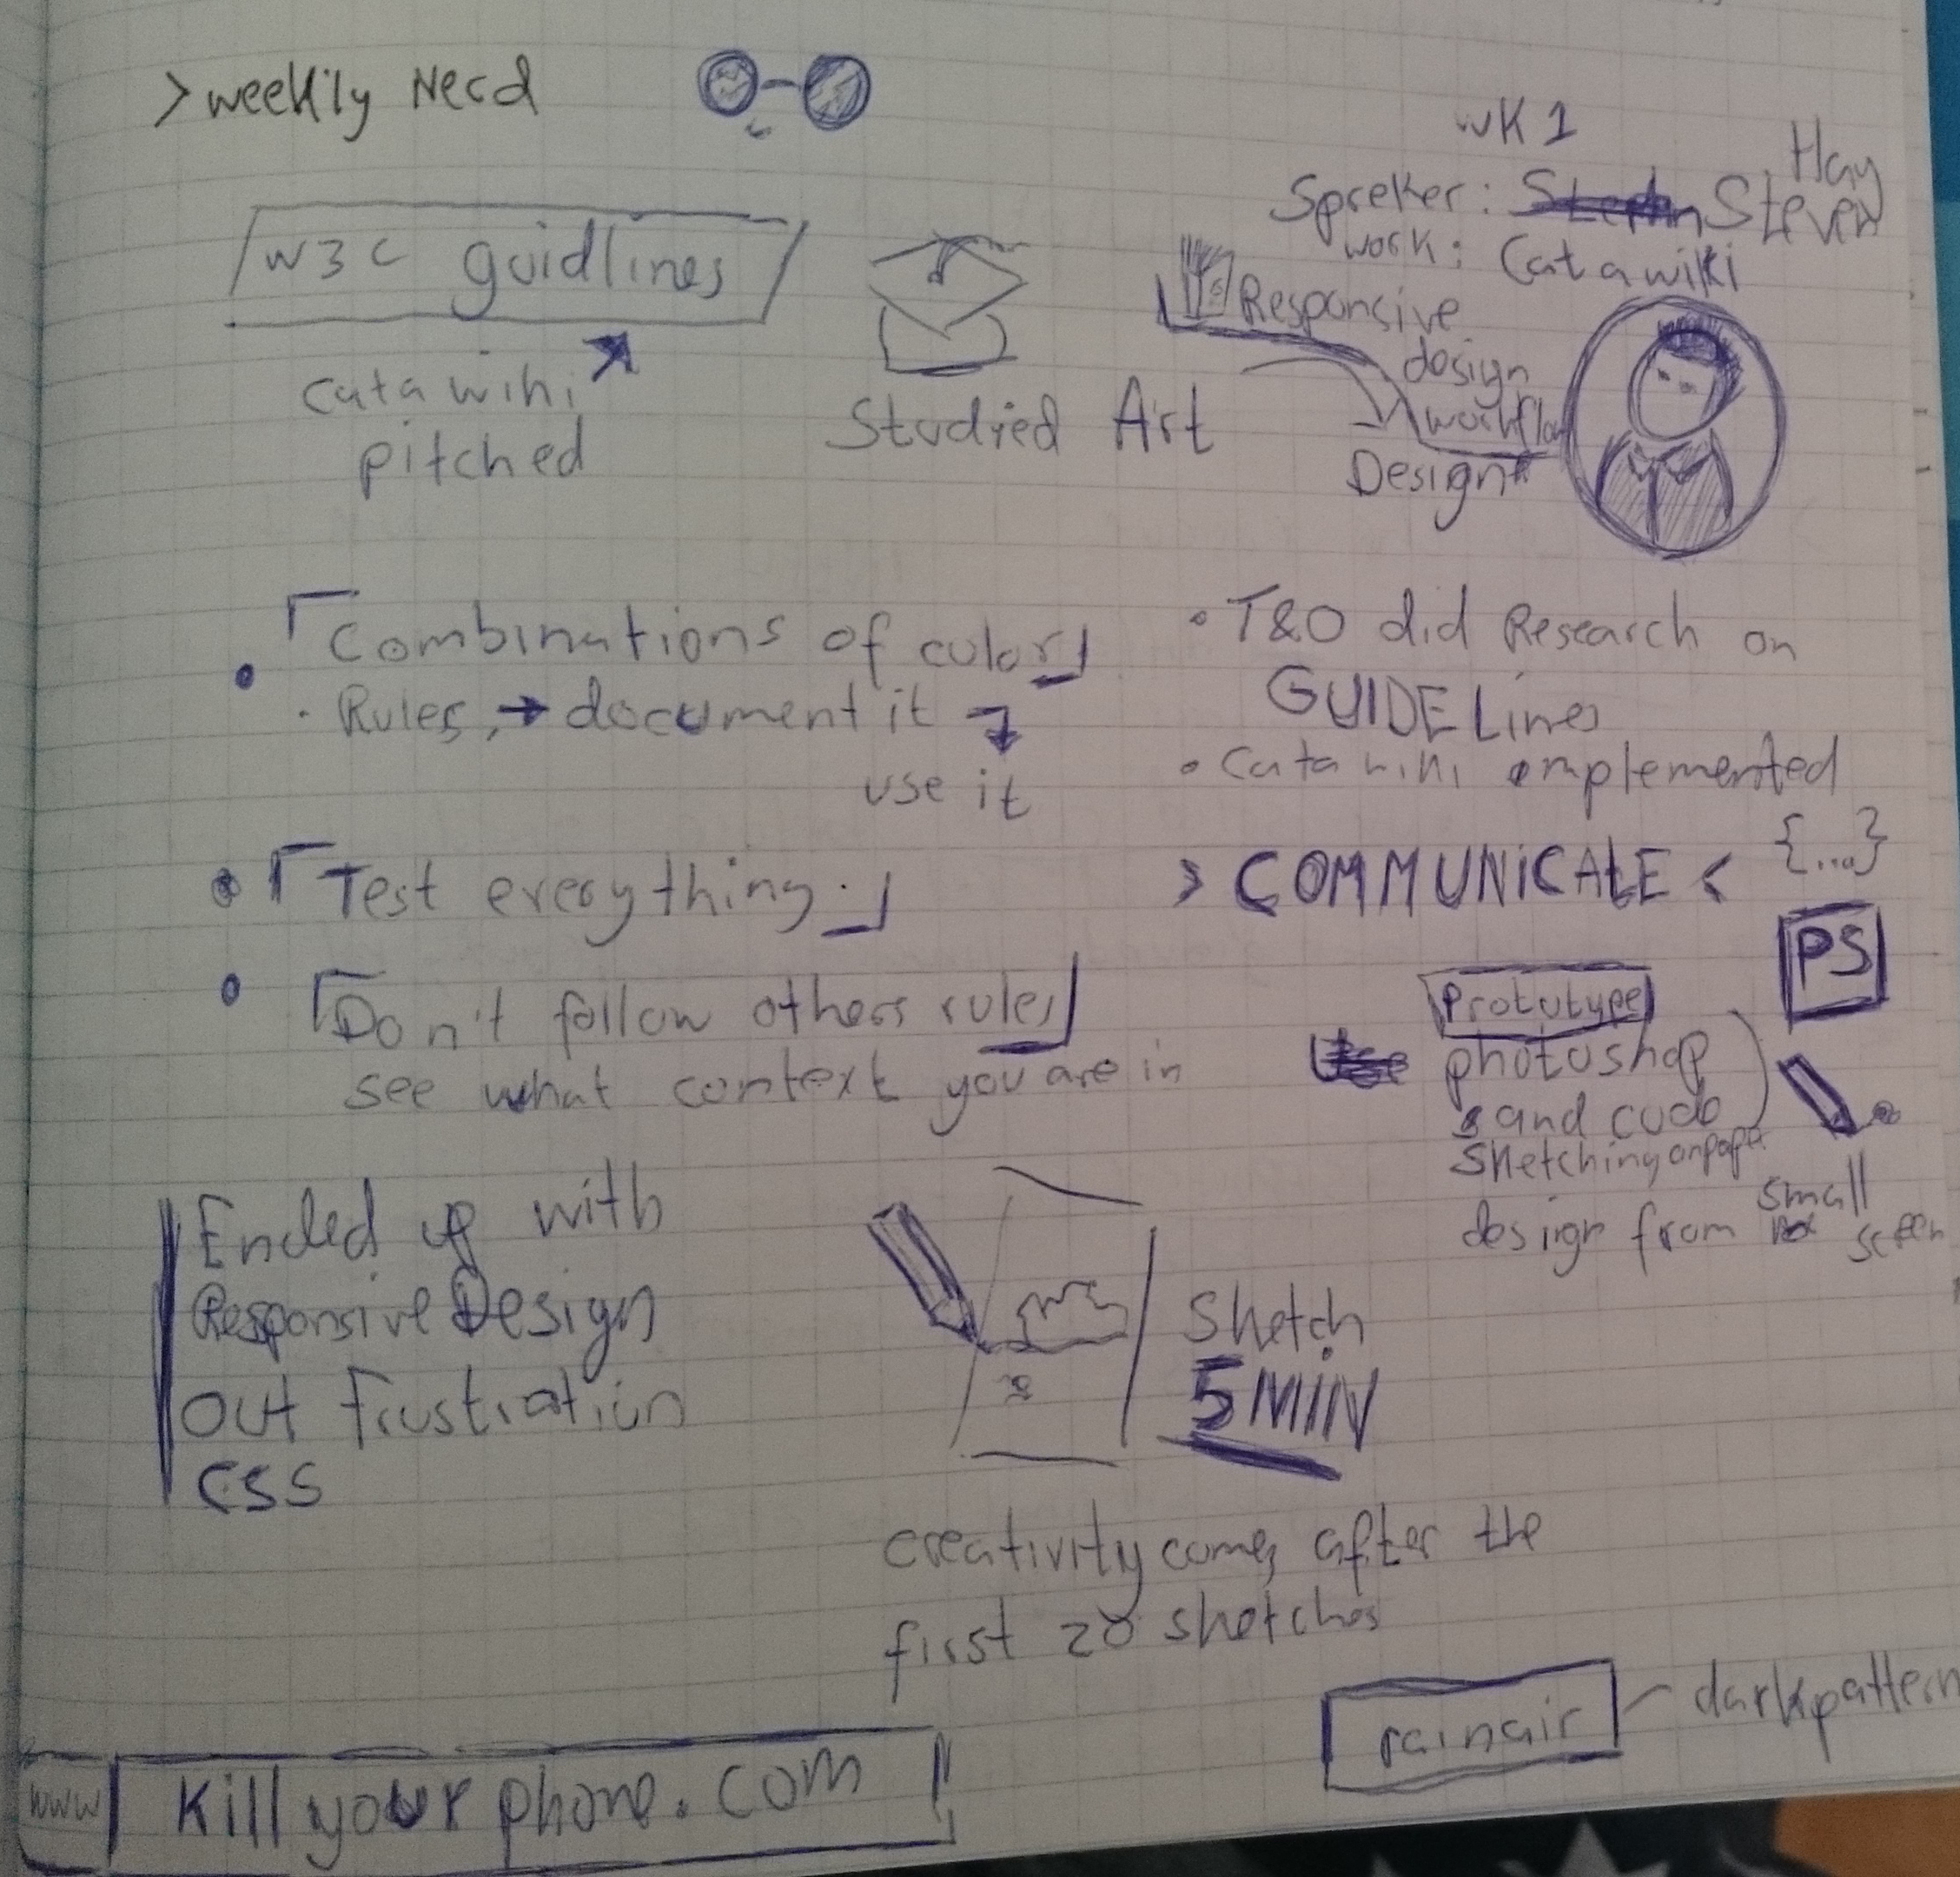 > weekly Nerd
WK 1
Spreker: Steven Hay
work: Catawiki
W3C guidlines
catawiki
pitched
Studied Art
Design
Responsive
design
workflow
Combinations of color
Rules, → document it
use it
Test everything.
Don't follow others rules
see what context you are in
• T&O did Research on
GUIDELines
• Catawiki implemented
> COMMUNICATE <
{...}
PS
Prototype
photoshop
and code
sketching on paper
design from small
screen
Ended up with
Responsive Design
Out frustration
CSS
Sketch
5 MIN
creativity comes after the
first 20 sketches
rainair
darkpattern
www
Killyourphone.com